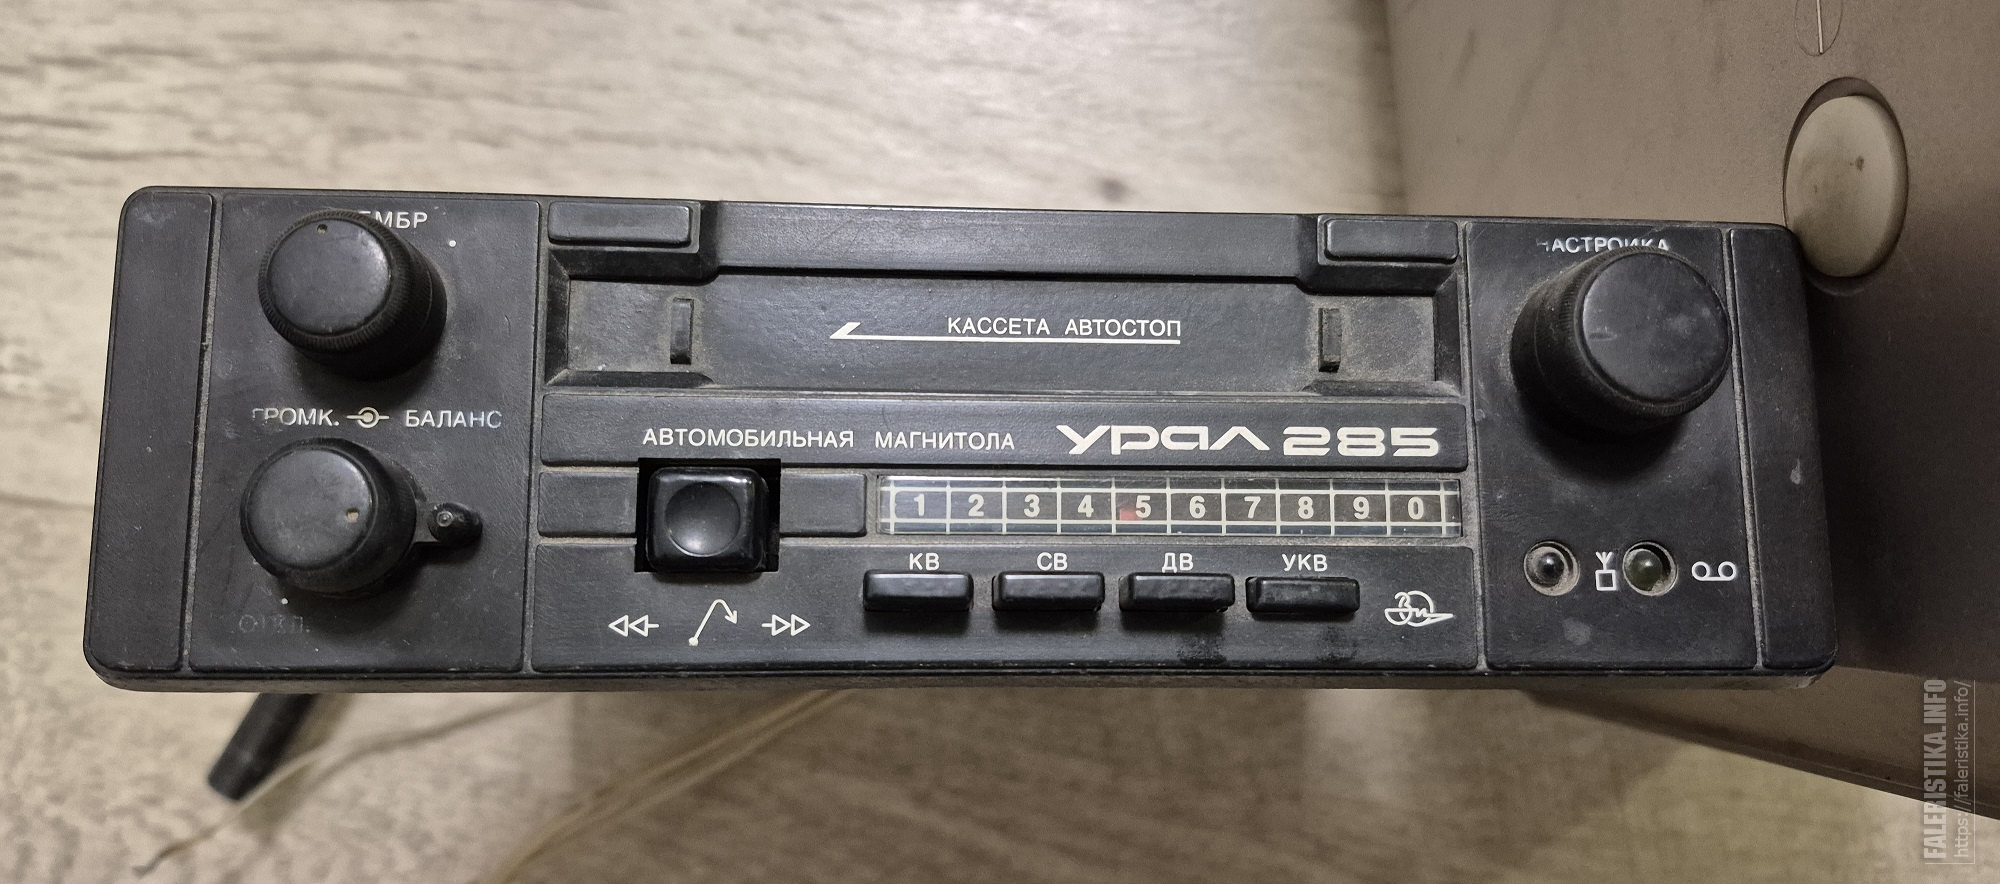 ТЕМБР
НАСТРОЙКА
КАССЕТА АВТОСТОП
ГРОМК. БАЛАНС
АВТОМОБИЛЬНАЯ МАГНИТОЛА УРАЛ 285
1 2 3 4 5 6 7 8 9 0
КВ СВ ДВ УКВ
ОТКЛ.
FALERISTIKA.INFO
https://faleristika.info/